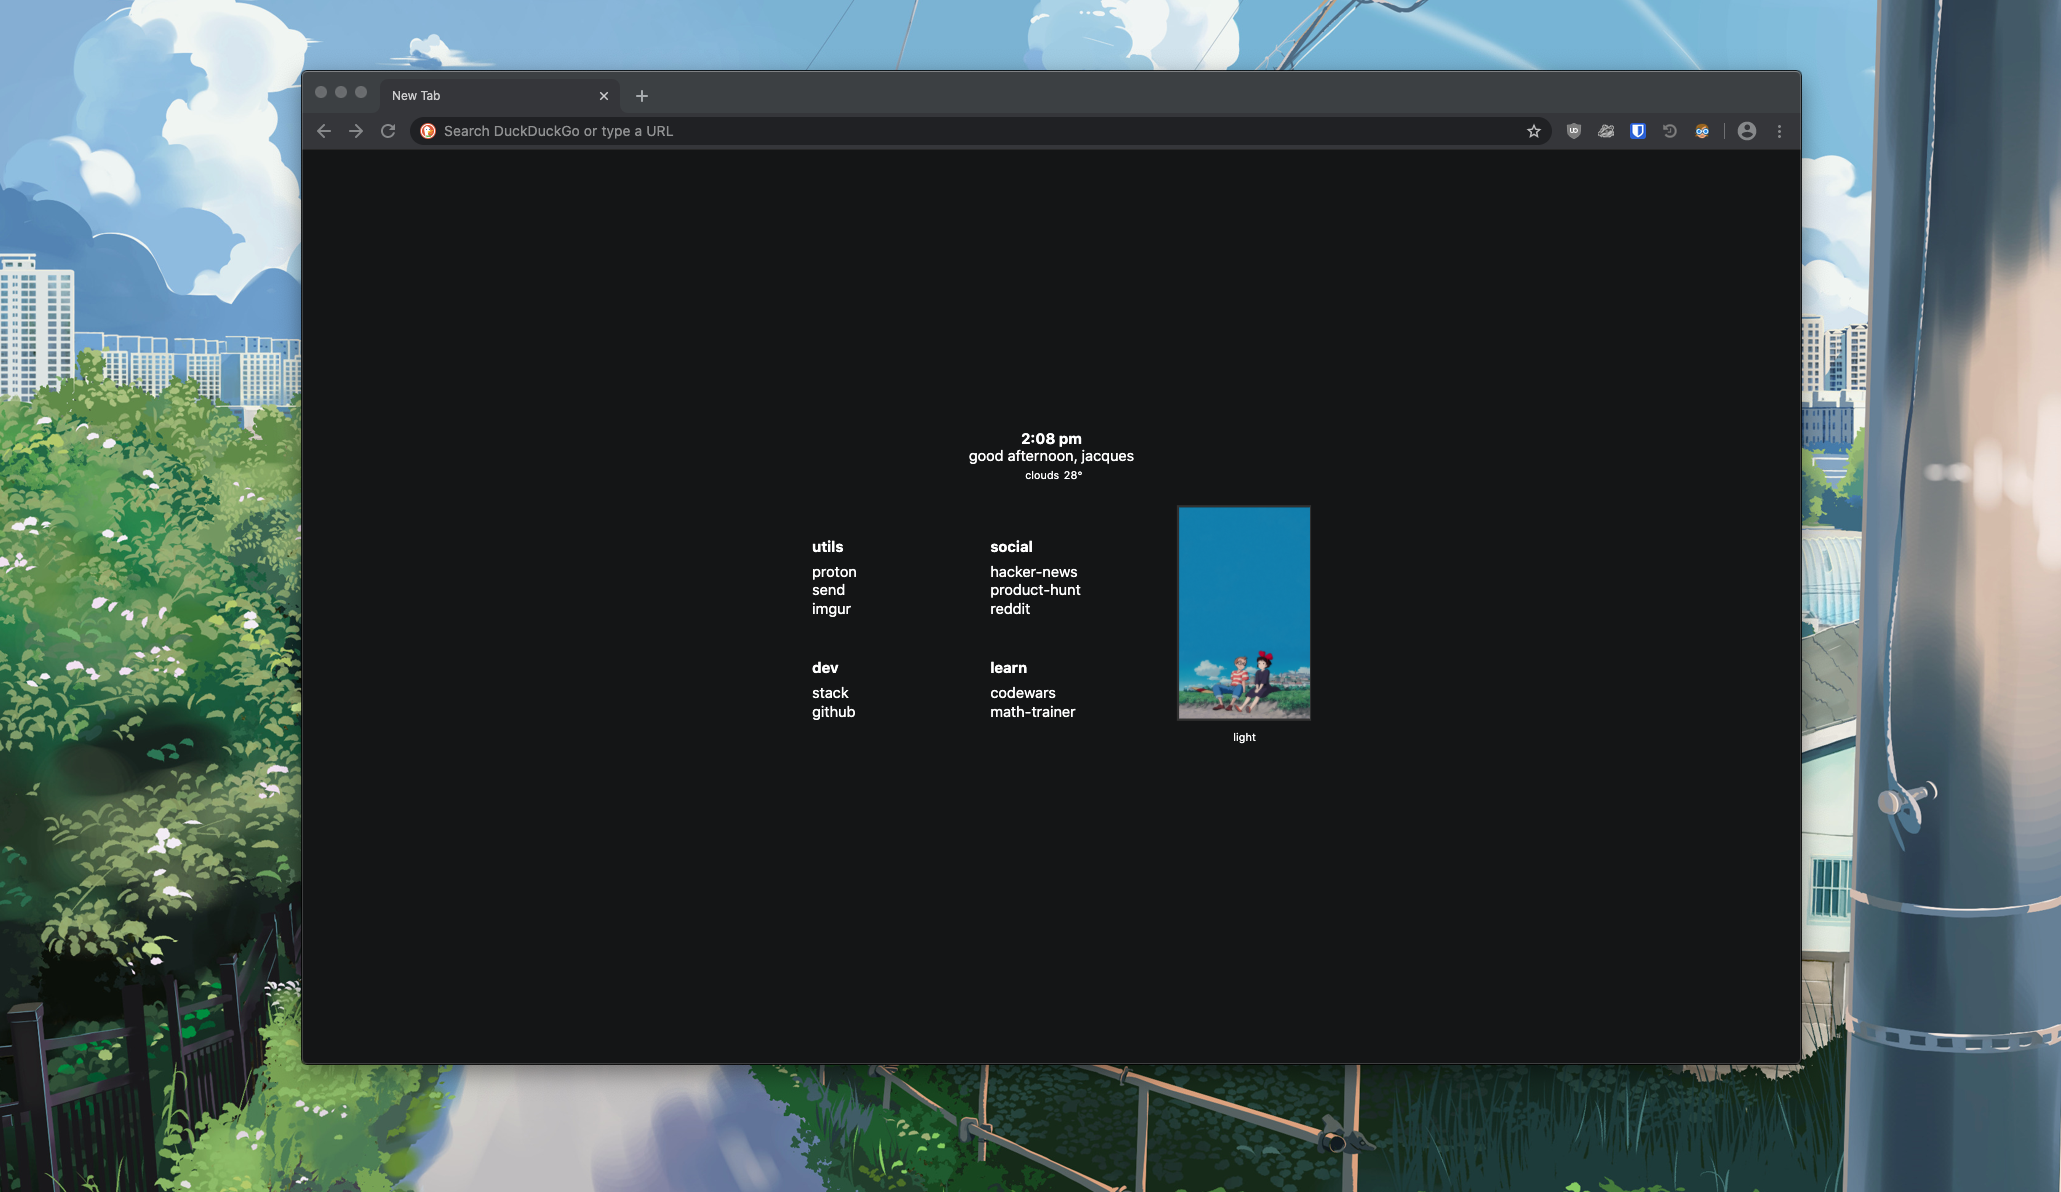 New Tab
Search DuckDuckGo or type a URL
2:08 pm
good afternoon, jacques
clouds 28°
utils
proton
send
imgur
social
hacker-news
product-hunt
reddit
dev
stack
github
learn
codewars
math-trainer
light